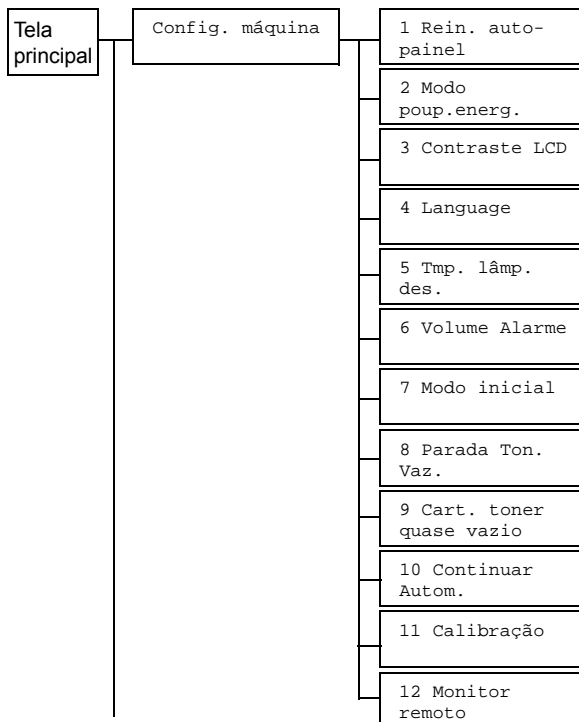 Tela
principal
Config. máquina
1 Rein. auto-
painel
2 Modo
poup.energ.
3 Contraste LCD
4 Language
5 Tmp. lâmp.
des.
6 Volume Alarme
7 Modo inicial
8 Parada Ton.
Vaz.
9 Cart. toner
quase vazio
10 Continuar
Autom.
11 Calibração
12 Monitor
remoto